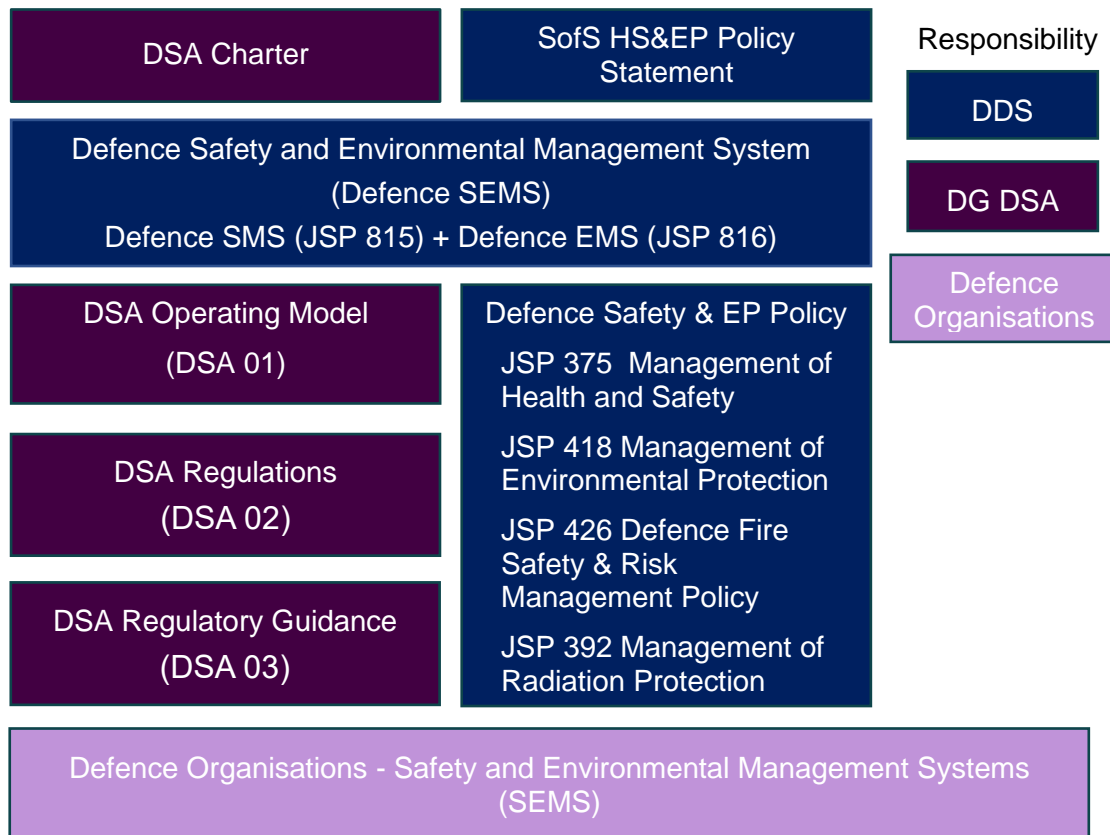 DSA Charter
SofS HS&EP Policy
Statement
Responsibility
DDS
DG DSA
Defence
Organisations
Defence Safety and Environmental Management System
(Defence SEMS)
Defence SMS (JSP 815) + Defence EMS (JSP 816)
DSA Operating Model
(DSA 01)
DSA Regulations
(DSA 02)
DSA Regulatory Guidance
(DSA 03)
Defence Safety & EP Policy
JSP 375  Management of
Health and Safety
JSP 418 Management of
Environmental Protection
JSP 426 Defence Fire
Safety & Risk
Management Policy
JSP 392 Management of
Radiation Protection
Defence Organisations - Safety and Environmental Management Systems
(SEMS)